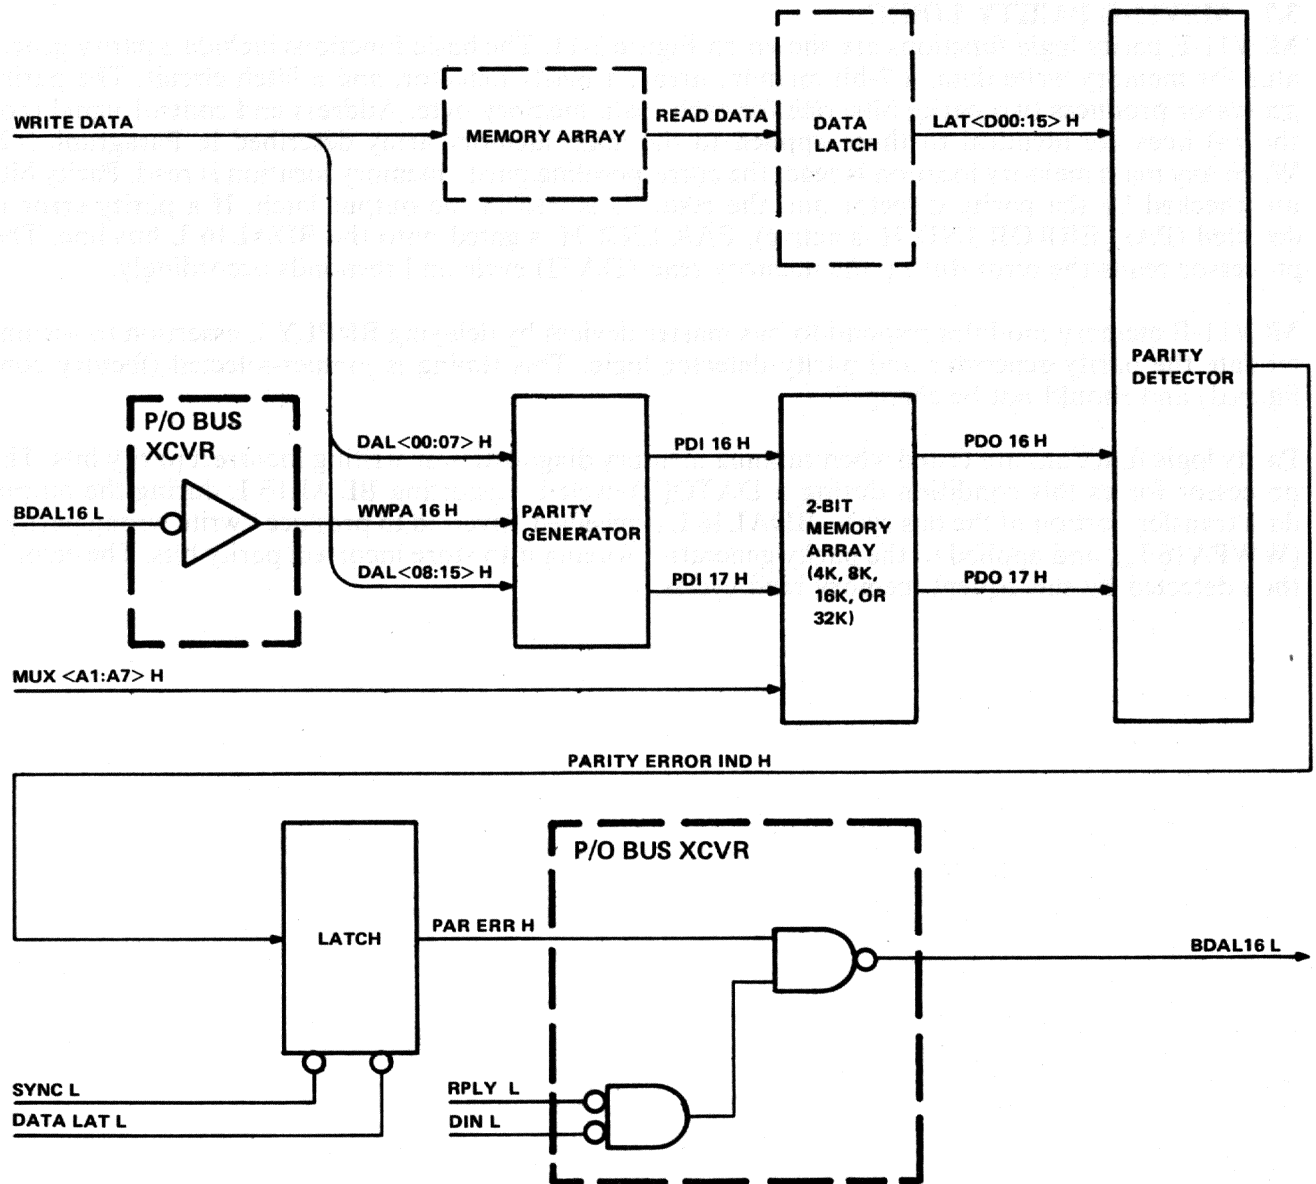 WRITE DATA
MEMORY ARRAY
READ DATA
DATA
LATCH
LAT<D00:15> H
PARITY
DETECTOR
P/O BUS
XCVR
DAL<00:07> H
PDI 16 H
PDO 16 H
BDAL16 L
WWPA 16 H
PARITY
GENERATOR
2-BIT
MEMORY
ARRAY
(4K, 8K,
16K, OR
32K)
DAL<08:15> H
PDI 17 H
PDO 17 H
MUX <A1:A7> H
PARITY ERROR IND H
P/O BUS XCVR
LATCH
PAR ERR H
BDAL16 L
SYNC L
DATA LAT L
RPLY L
DIN L